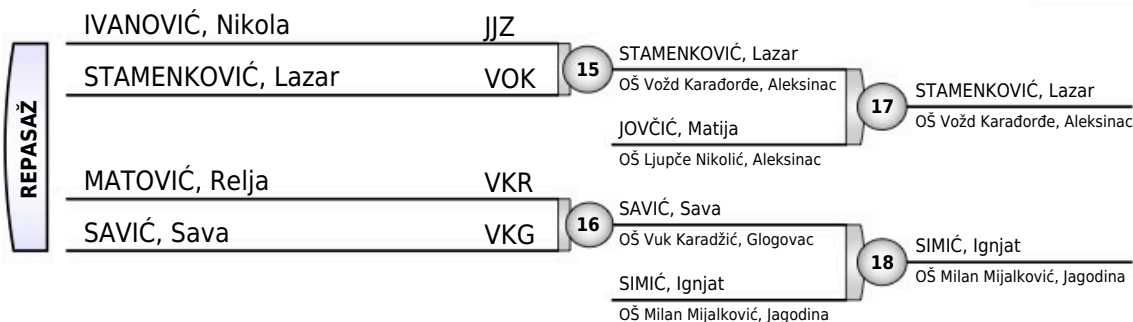 REPASAŽ
IVANOVIĆ, Nikola JJZ
STAMENKOVIĆ, Lazar VOK
15
STAMENKOVIĆ, Lazar
OŠ Vožd Karađorđe, Aleksinac
JOVČIĆ, Matija
OŠ Ljupče Nikolić, Aleksinac
17
STAMENKOVIĆ, Lazar
OŠ Vožd Karađorđe, Aleksinac
MATOVIĆ, Relja VKR
SAVIĆ, Sava VKG
16
SAVIĆ, Sava
OŠ Vuk Karadžić, Glogovac
SIMIĆ, Ignjat
OŠ Milan Mijalković, Jagodina
18
SIMIĆ, Ignjat
OŠ Milan Mijalković, Jagodina